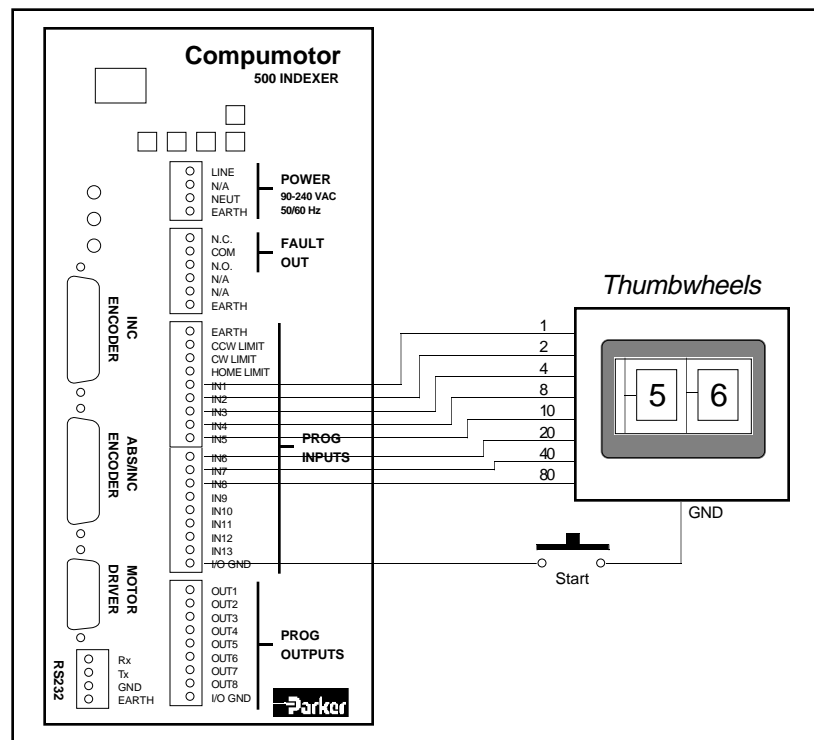 Compumotor
500 INDEXER
LINE
N/A
NEUT
EARTH
POWER
90-240 VAC
50/60 Hz
N.C.
COM
N.O.
N/A
N/A
EARTH
FAULT
OUT
INC
ENCODER
EARTH
CCW LIMIT
CW LIMIT
HOME LIMIT
IN1
IN2
IN3
IN4
IN5
IN6
IN7
IN8
IN9
IN10
IN11
IN12
IN13
I/O GND
PROG
INPUTS
ABS/INC
ENCODER
MOTOR
DRIVER
OUT1
OUT2
OUT3
OUT4
OUT5
OUT6
OUT7
OUT8
I/O GND
PROG
OUTPUTS
RS232
Rx
Tx
GND
EARTH
Parker
Thumbwheels
1
2
4
8
10
20
40
80
5 6
GND
Start